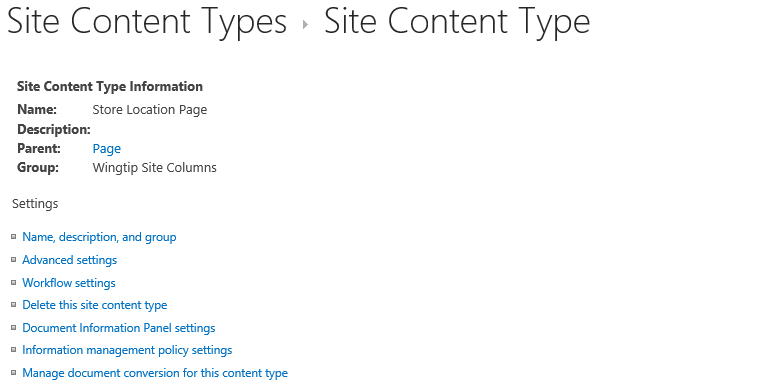 Site Content Types ▸ Site Content Type
Site Content Type Information
Name: Store Location Page
Description:
Parent: Page
Group: Wingtip Site Columns
Settings
Name, description, and group
Advanced settings
Workflow settings
Delete this site content type
Document Information Panel settings
Information management policy settings
Manage document conversion for this content type